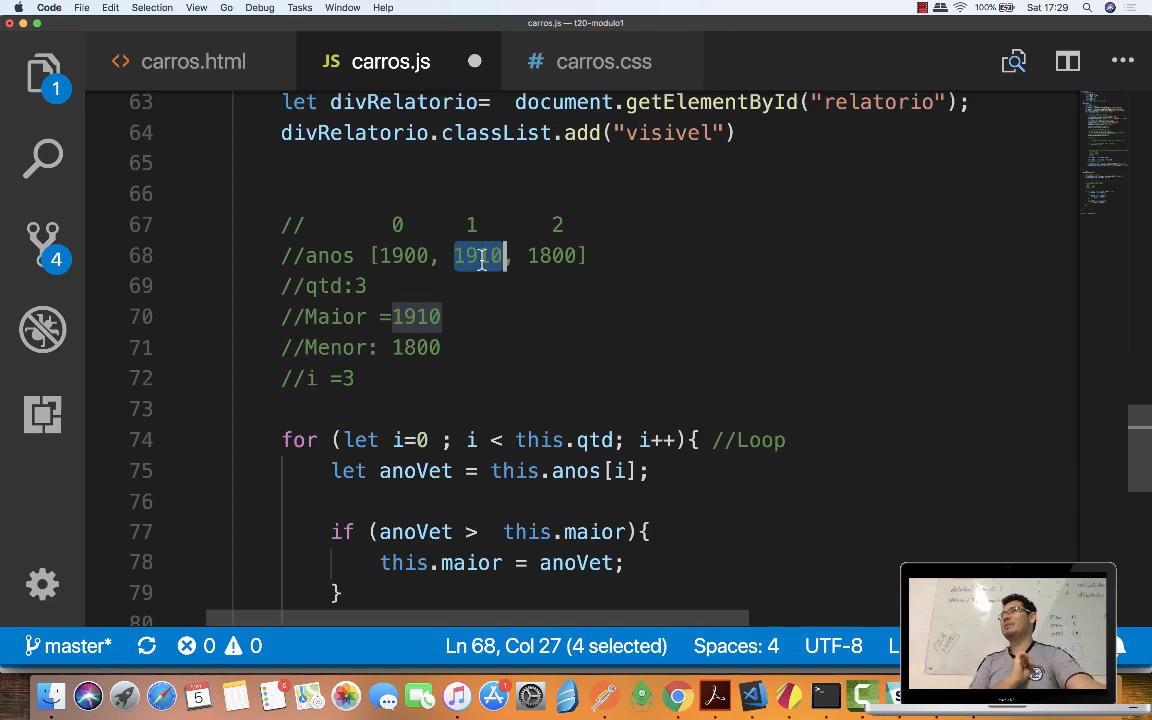 Code File Edit Selection View Go Debug Tasks Window Help 100% Sat 17:29
carros.js — t20-modulo1
carros.html JS carros.js # carros.css
63 let divRelatorio= document.getElementById("relatorio");
64 divRelatorio.classList.add("visivel")
65
66
67 // 0 1 2
68 //anos [1900, 1910, 1800]
69 //qtd:3
70 //Maior =1910
71 //Menor: 1800
72 //i =3
73
74 for (let i=0 ; i < this.qtd; i++){ //Loop
75 let anoVet = this.anos[i];
76
77 if (anoVet > this.maior){
78 this.maior = anoVet;
79 }
80
1
4
master* 0 0 Ln 68, Col 27 (4 selected) Spaces: 4 UTF-8 L